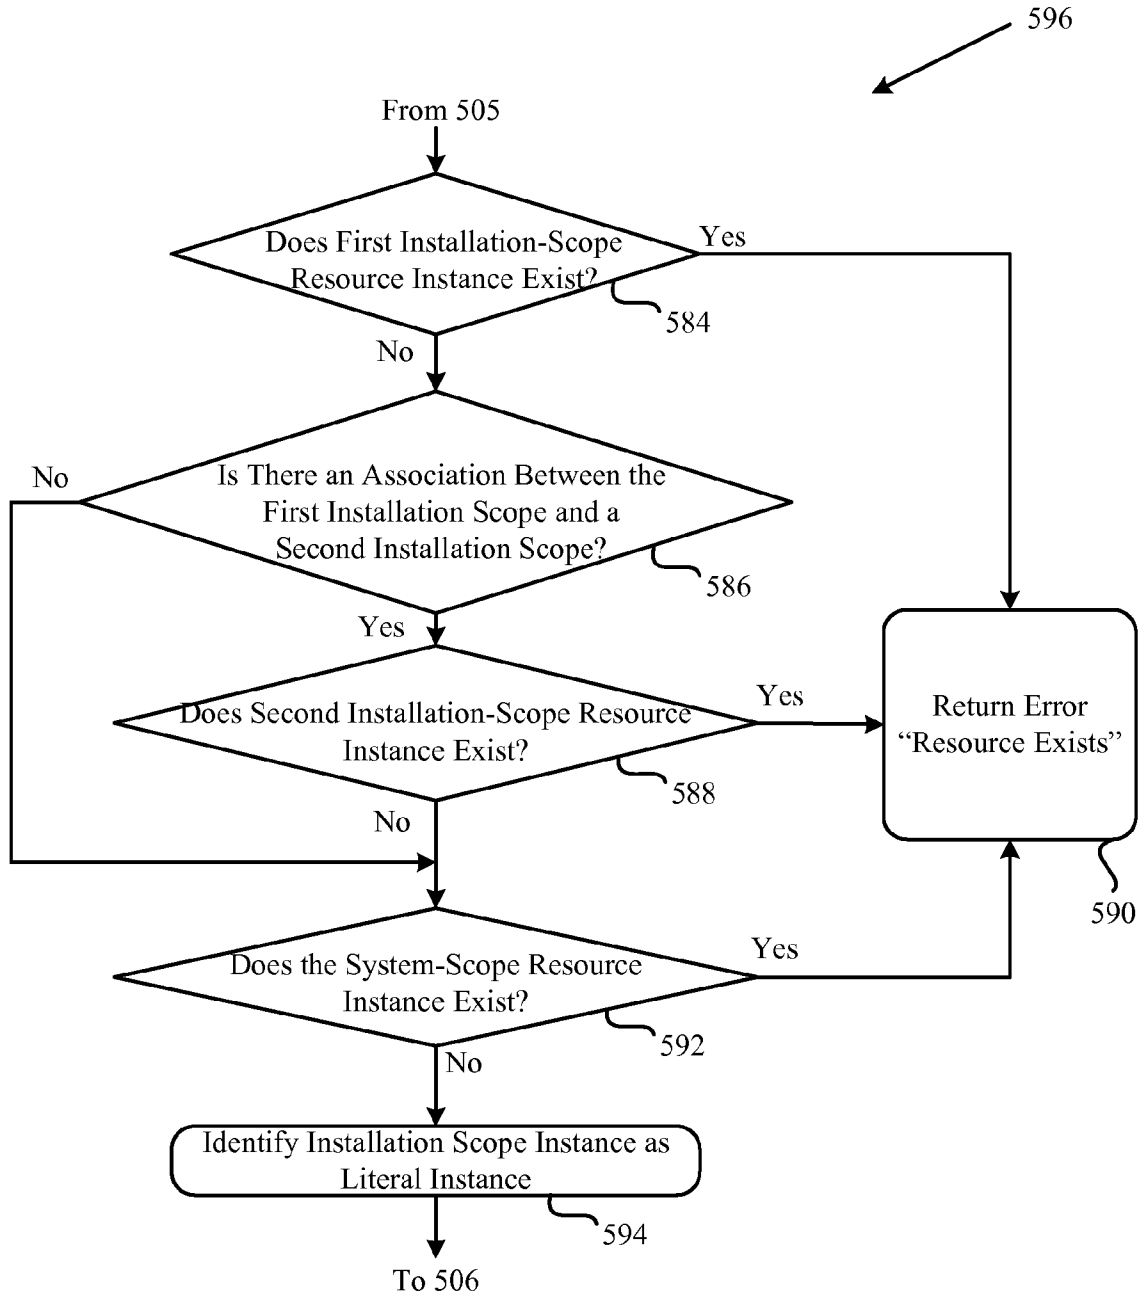 596
From 505
Does First Installation-Scope
Resource Instance Exist?
Yes
584
No
Is There an Association Between the
First Installation Scope and a
Second Installation Scope?
No
586
Yes
Does Second Installation-Scope Resource
Instance Exist?
Yes
588
No
Return Error
“Resource Exists”
590
Does the System-Scope Resource
Instance Exist?
Yes
592
No
Identify Installation Scope Instance as
Literal Instance
594
To 506